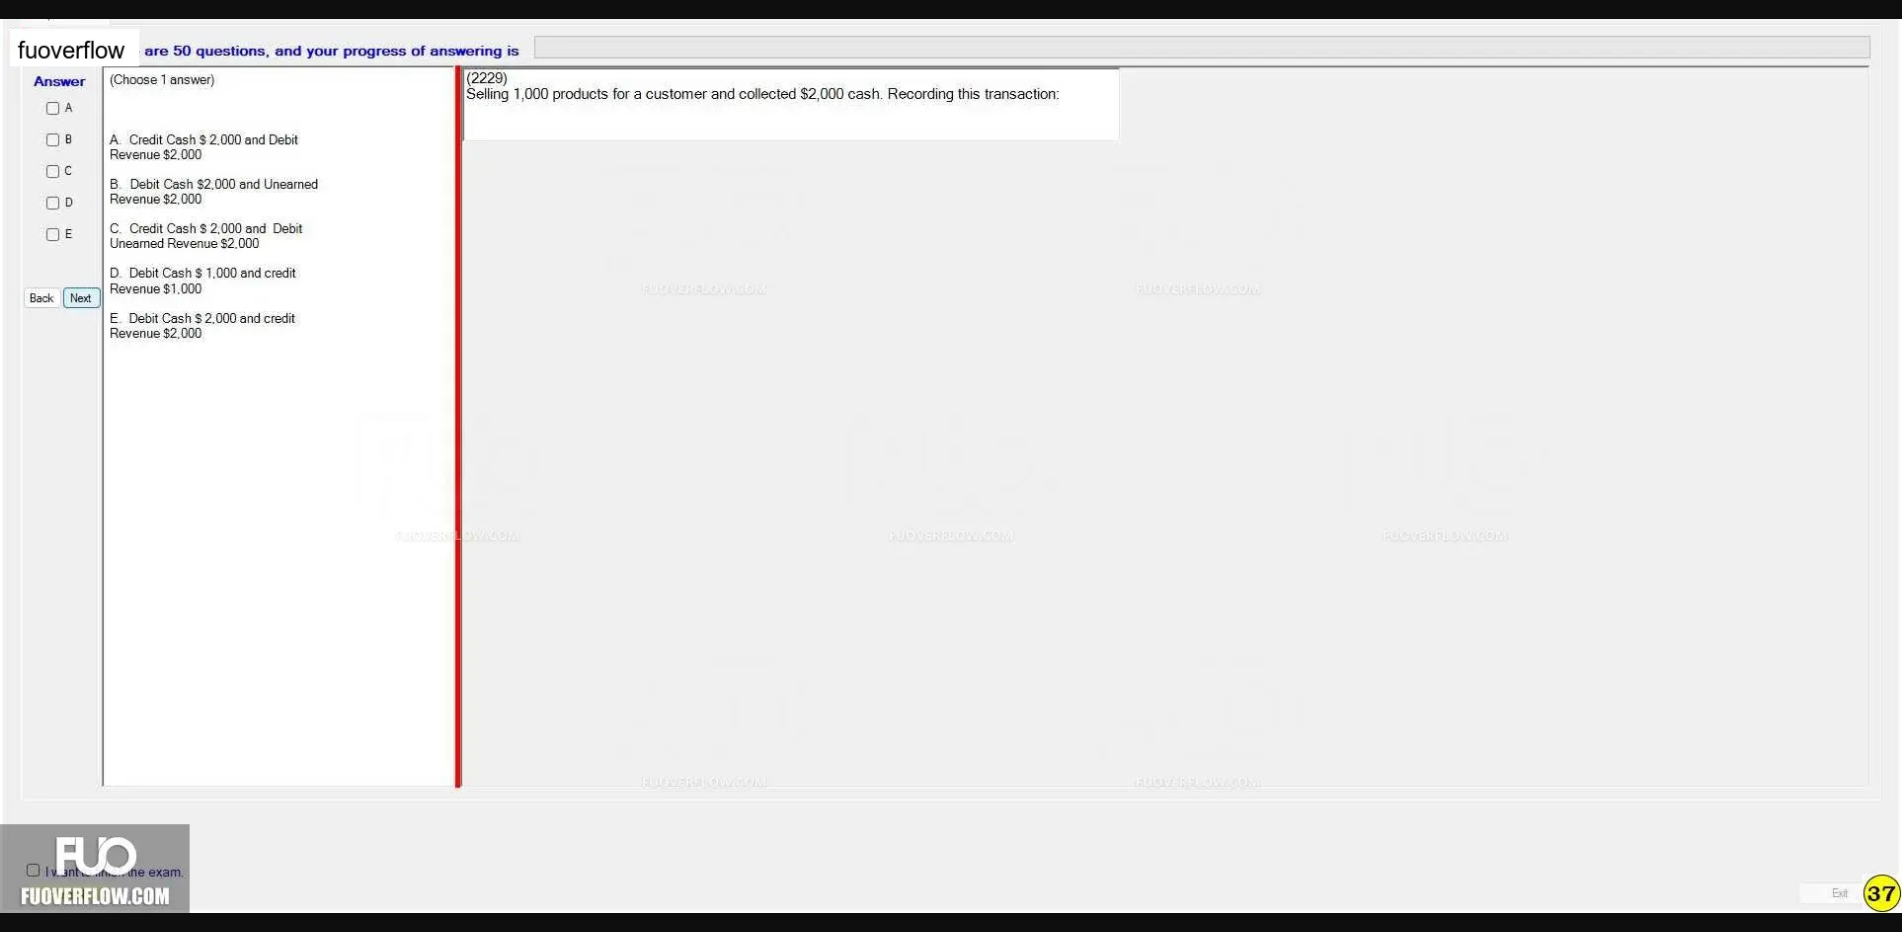 fuoverflow are 50 questions, and your progress of answering is
Answer
A
B
C
D
E
Back Next
(Choose 1 answer)
A. Credit Cash $ 2,000 and Debit
Revenue $2,000
B. Debit Cash $2,000 and Unearned
Revenue $2,000
C. Credit Cash $ 2,000 and Debit
Unearned Revenue $2,000
D. Debit Cash $ 1,000 and credit
Revenue $1,000
E. Debit Cash $ 2,000 and credit
Revenue $2,000
(2229)
Selling 1,000 products for a customer and collected $2,000 cash. Recording this transaction:
FUOVERFLOW.COM FUOVERFLOW.COM
FUOVERFLOW.COM FUOVERFLOW.COM FUOVERFLOW.COM
FUOVERFLOW.COM FUOVERFLOW.COM
FUO
the exam.
FUOVERFLOW.COM
Exit 37